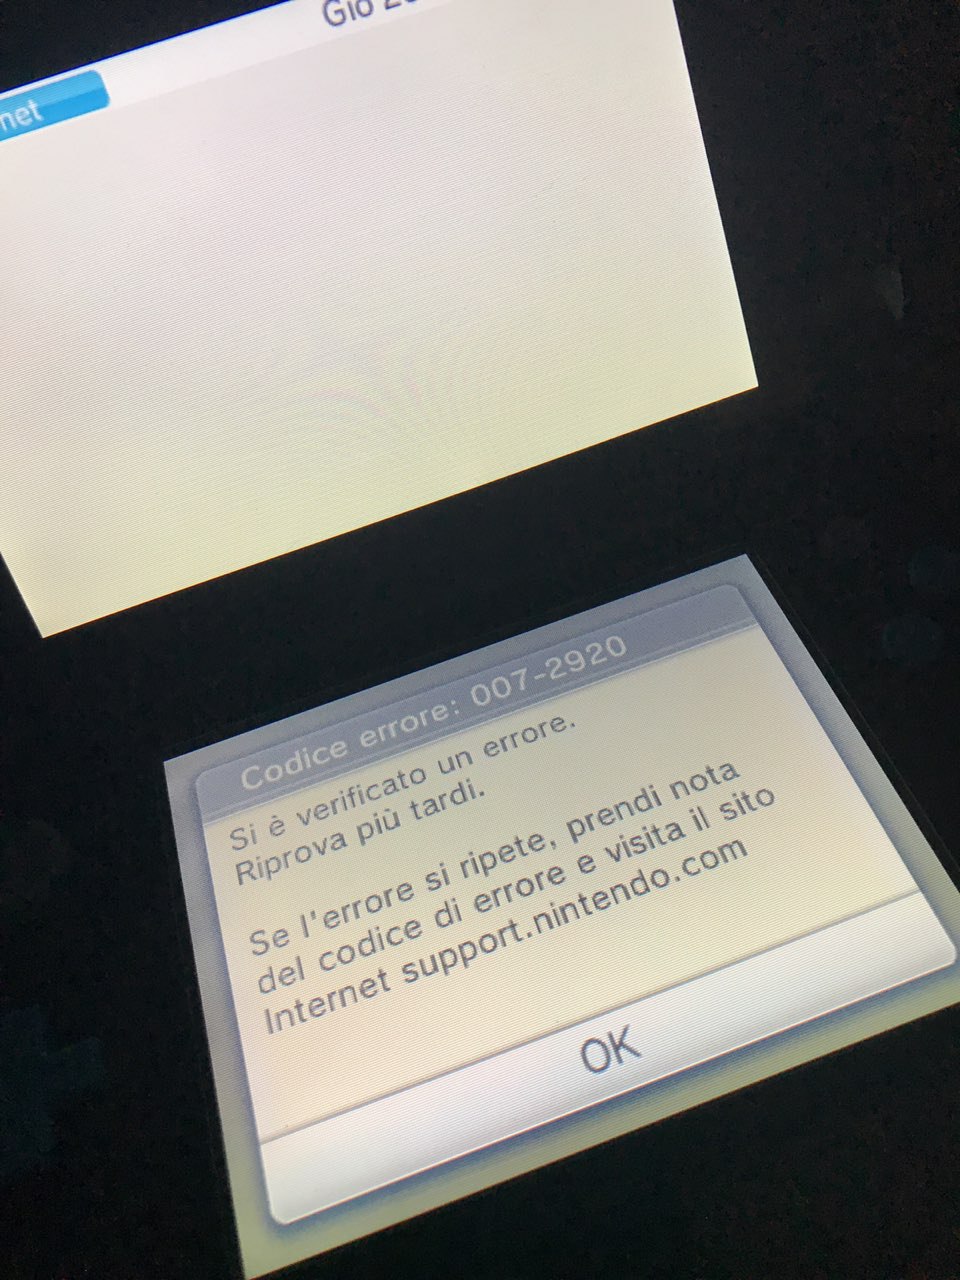 Gio
net
Codice errore: 007-2920
Si è verificato un errore.
Riprova più tardi.
Se l'errore si ripete, prendi nota
del codice di errore e visita il sito
Internet support.nintendo.com
OK